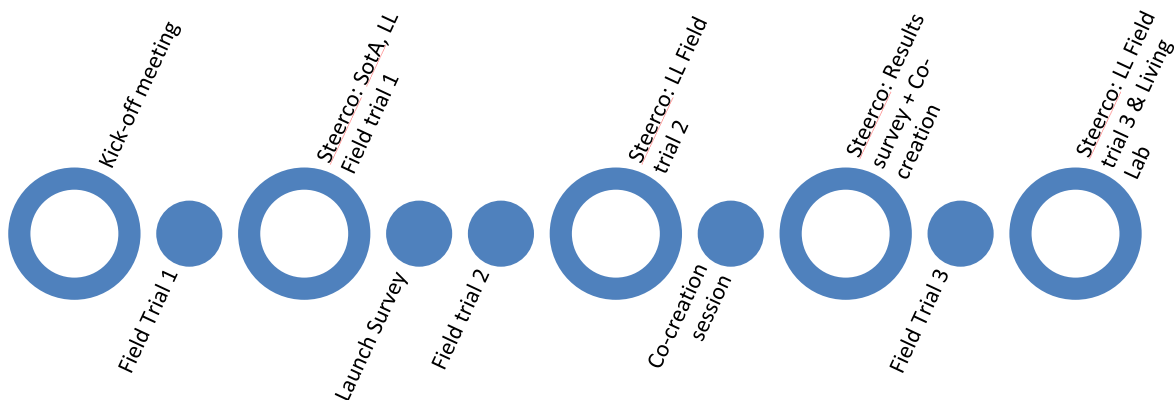 Kick-off meeting
Field Trial 1
Steerco: SotA, LL
Field trial 1
Launch Survey
Field trial 2
Steerco: LL Field
trial 2
Co-creation
session
Steerco: Results
survey + Co-
creation
Field Trial 3
Steerco: LL Field
trial 3 & Living
Lab